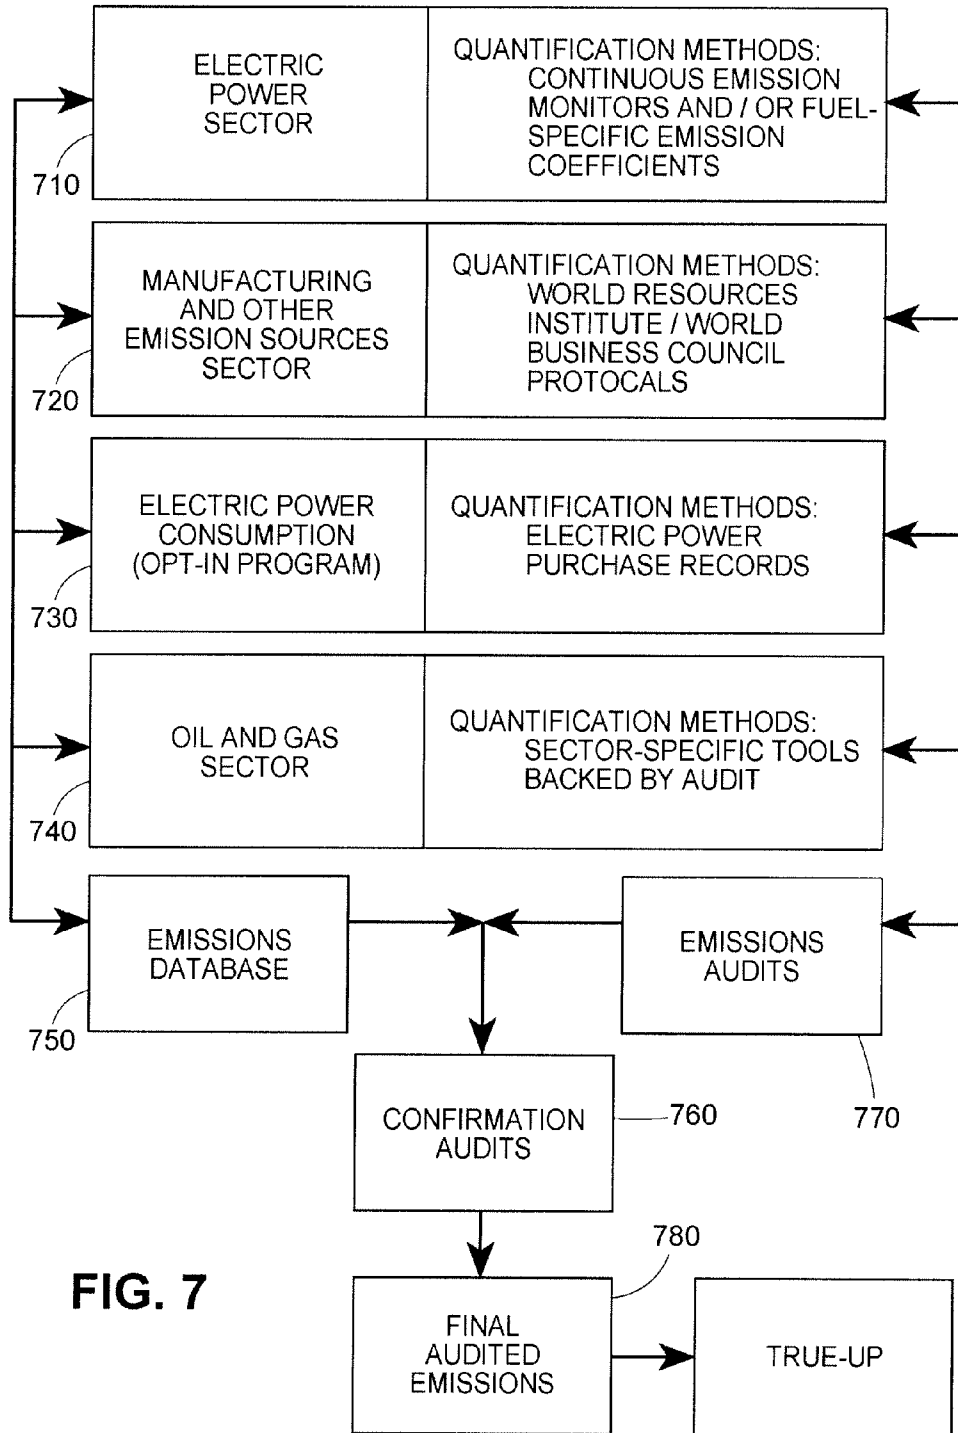 ELECTRIC
POWER
SECTOR
QUANTIFICATION METHODS:
CONTINUOUS EMISSION
MONITORS AND / OR FUEL-
SPECIFIC EMISSION
COEFFICIENTS
710
MANUFACTURING
AND OTHER
EMISSION SOURCES
SECTOR
QUANTIFICATION METHODS:
WORLD RESOURCES
INSTITUTE / WORLD
BUSINESS COUNCIL
PROTOCALS
720
ELECTRIC POWER
CONSUMPTION
(OPT-IN PROGRAM)
QUANTIFICATION METHODS:
ELECTRIC POWER
PURCHASE RECORDS
730
OIL AND GAS
SECTOR
QUANTIFICATION METHODS:
SECTOR-SPECIFIC TOOLS
BACKED BY AUDIT
740
EMISSIONS
DATABASE
750
EMISSIONS
AUDITS
770
CONFIRMATION
AUDITS
760
780
FIG. 7
FINAL
AUDITED
EMISSIONS
TRUE-UP